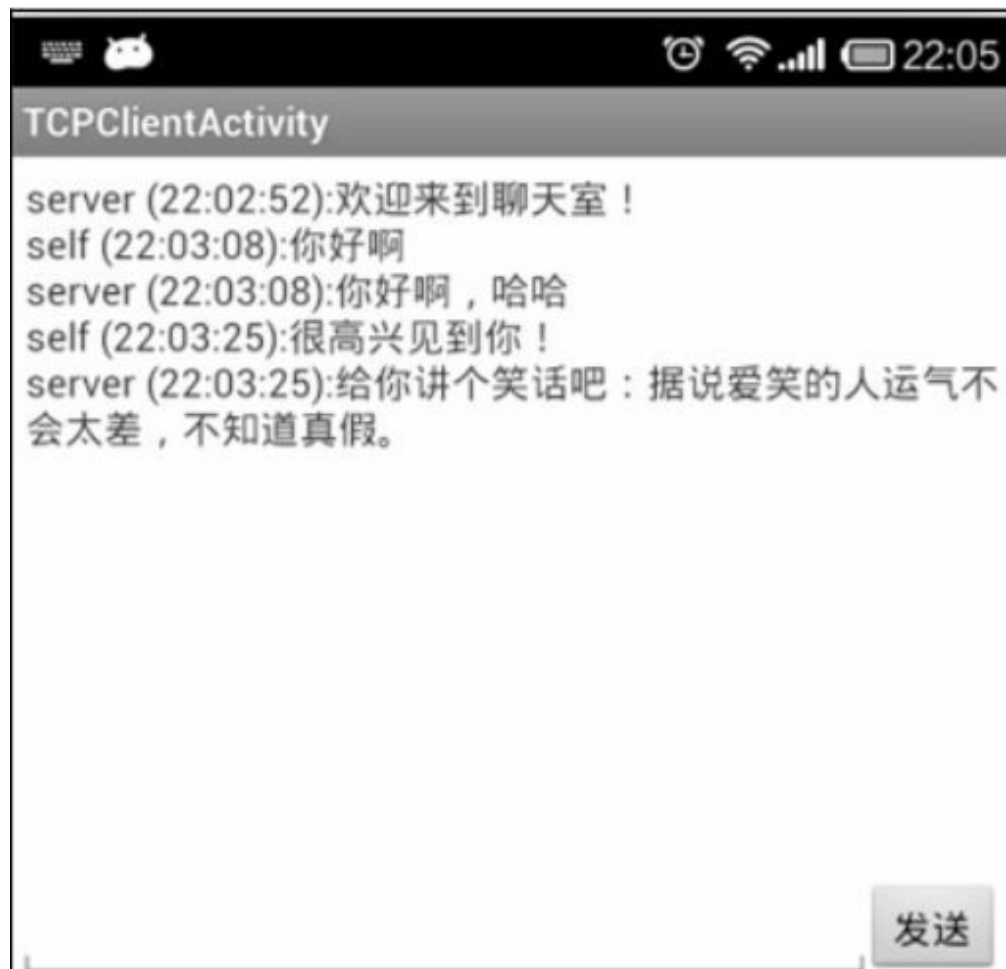 22:05
TCPClientActivity
server (22:02:52):欢迎来到聊天室！
self (22:03:08):你好啊
server (22:03:08):你好啊，哈哈
self (22:03:25):很高兴见到你！
server (22:03:25):给你讲个笑话吧：据说爱笑的人运气不
会太差，不知道真假。
发送